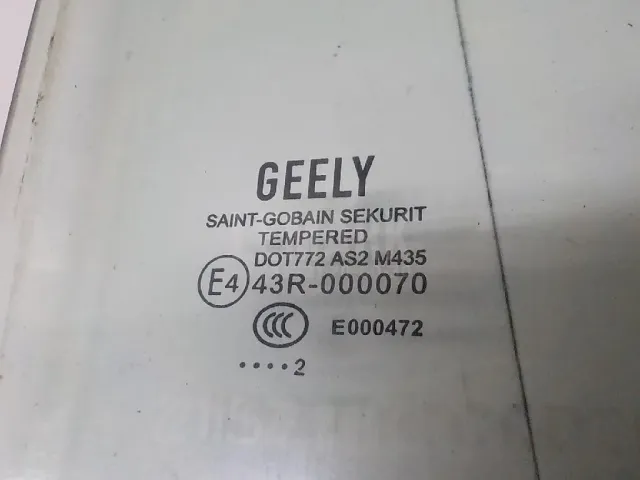 GEELY
SAINT-GOBAIN SEKURIT
TEMPERED
DOT772 AS2 M435
E4 43R-000070
CCC E000472
••••2